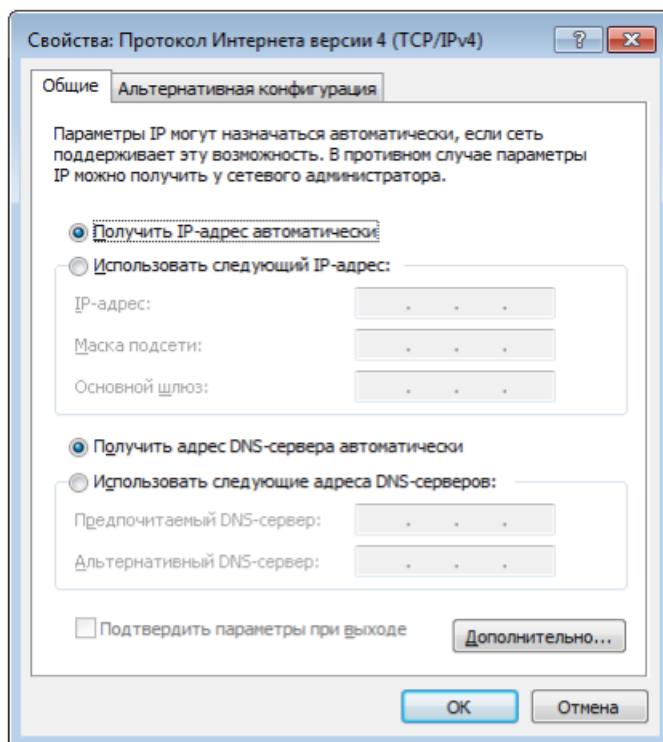 Свойства: Протокол Интернета версии 4 (TCP/IPv4)
Общие
Альтернативная конфигурация
Параметры IP могут назначаться автоматически, если сеть
поддерживает эту возможность. В противном случае параметры
IP можно получить у сетевого администратора.
Получить IP-адрес автоматически
Использовать следующий IP-адрес:
IP-адрес:
Маска подсети:
Основной шлюз:
Получить адрес DNS-сервера автоматически
Использовать следующие адреса DNS-серверов:
Предпочитаемый DNS-сервер:
Альтернативный DNS-сервер:
Подтвердить параметры при выходе
Дополнительно...
ОК
Отмена